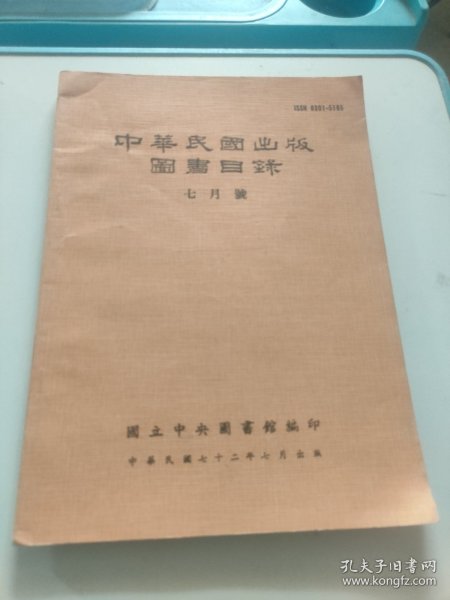 ISSN 0301-5165
中華民國出版
圖書目錄
七月號
國立中央圖書館編印
中華民國七十二年七月出版
孔夫子旧书网
www.kongfz.com